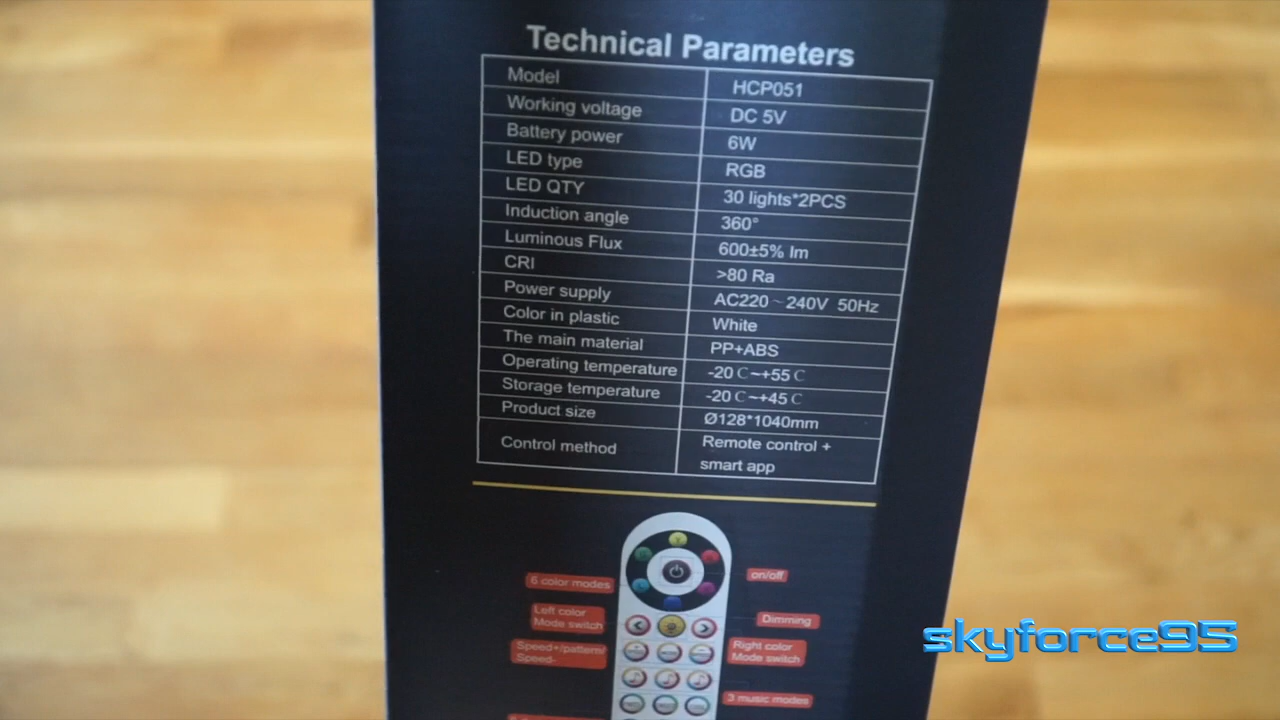 Technical Parameters
Model HCP051
Working voltage DC 5V
Battery power 6W
LED type RGB
LED QTY 30 lights*2PCS
Induction angle 360°
Luminous Flux 600±5% lm
CRI >80 Ra
Power supply AC220 ~ 240V 50Hz
Color in plastic White
The main material PP+ABS
Operating temperature -20℃~+55℃
Storage temperature -20℃~+45℃
Product size Ø128*1040mm
Control method Remote control +
smart app
6 color modes
on/off
Left color
Mode switch
Dimming
Speed+/pattern/
Speed-
Right color
Mode switch
3 music modes
skyforce95